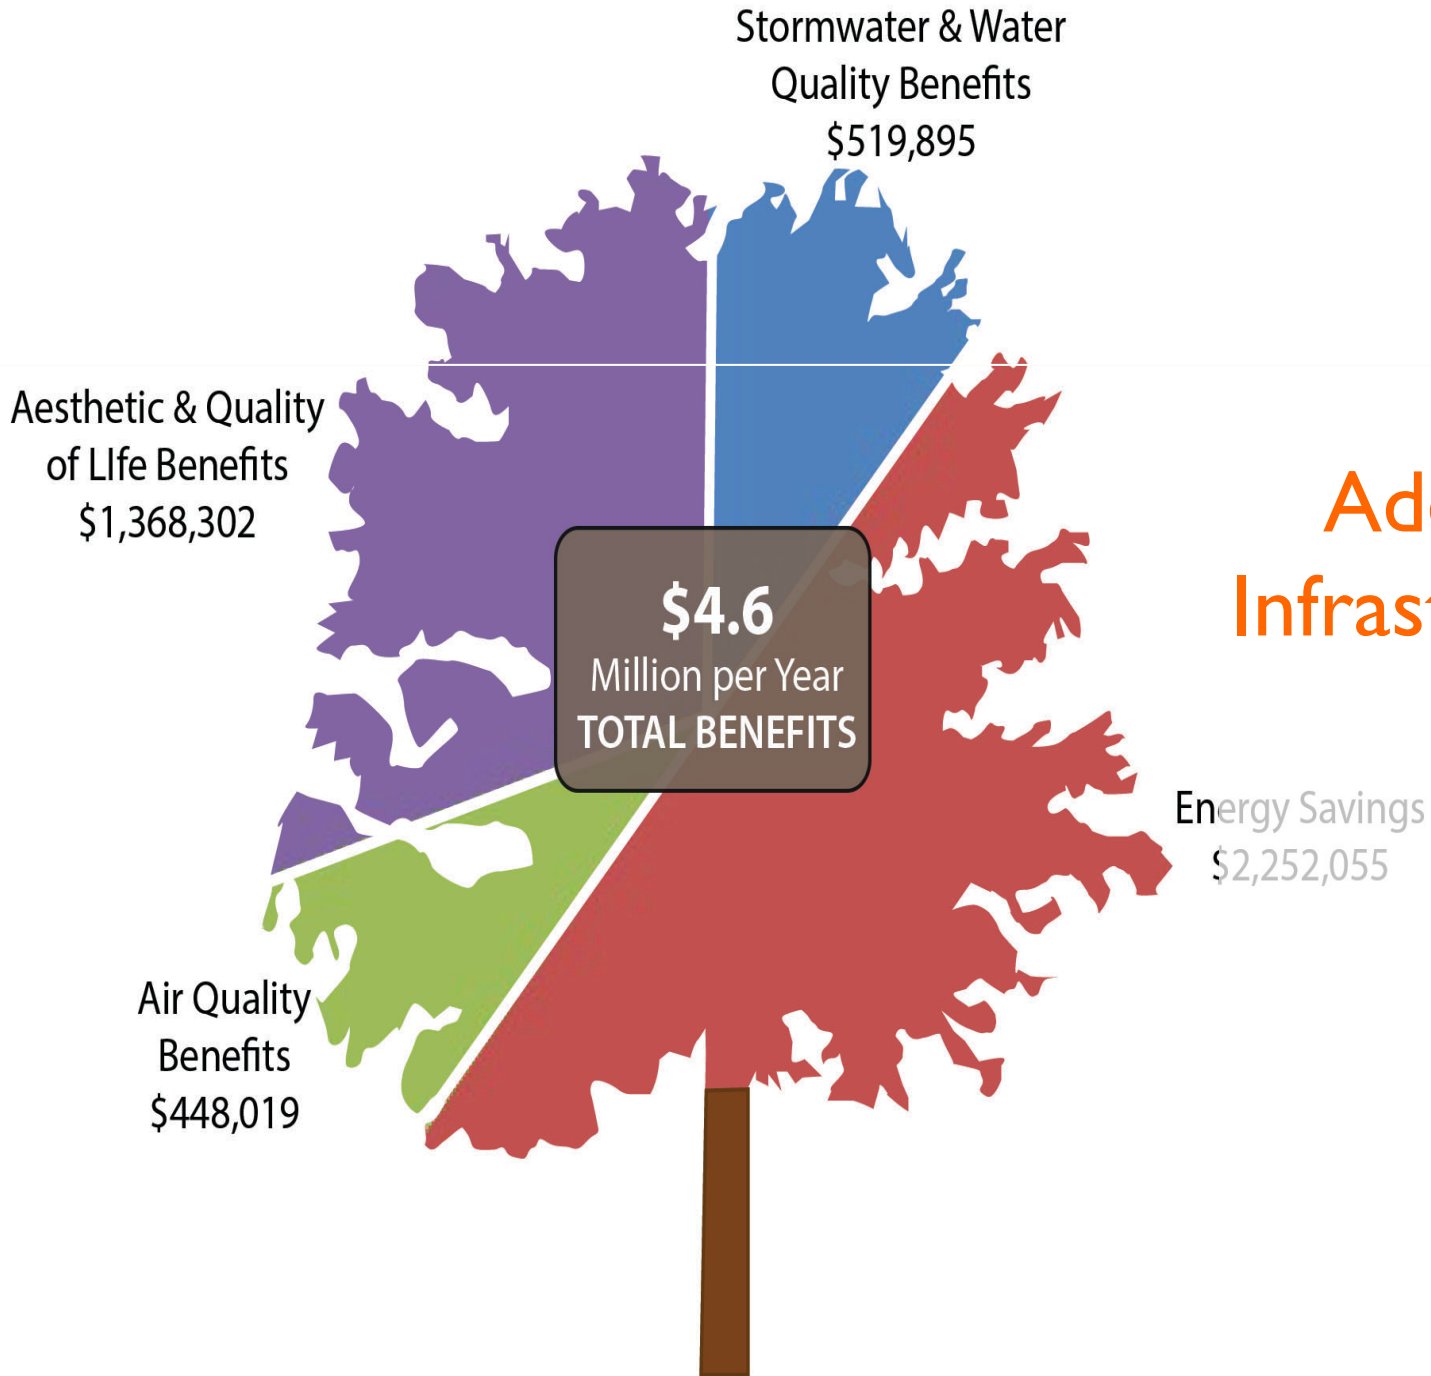 Stormwater & Water
Quality Benefits
$519,895
Aesthetic & Quality
of LIfe Benefits
$1,368,302
$4.6
Million per Year
TOTAL BENEFITS
Energy Savings
$2,252,055
Air Quality
Benefits
$448,019